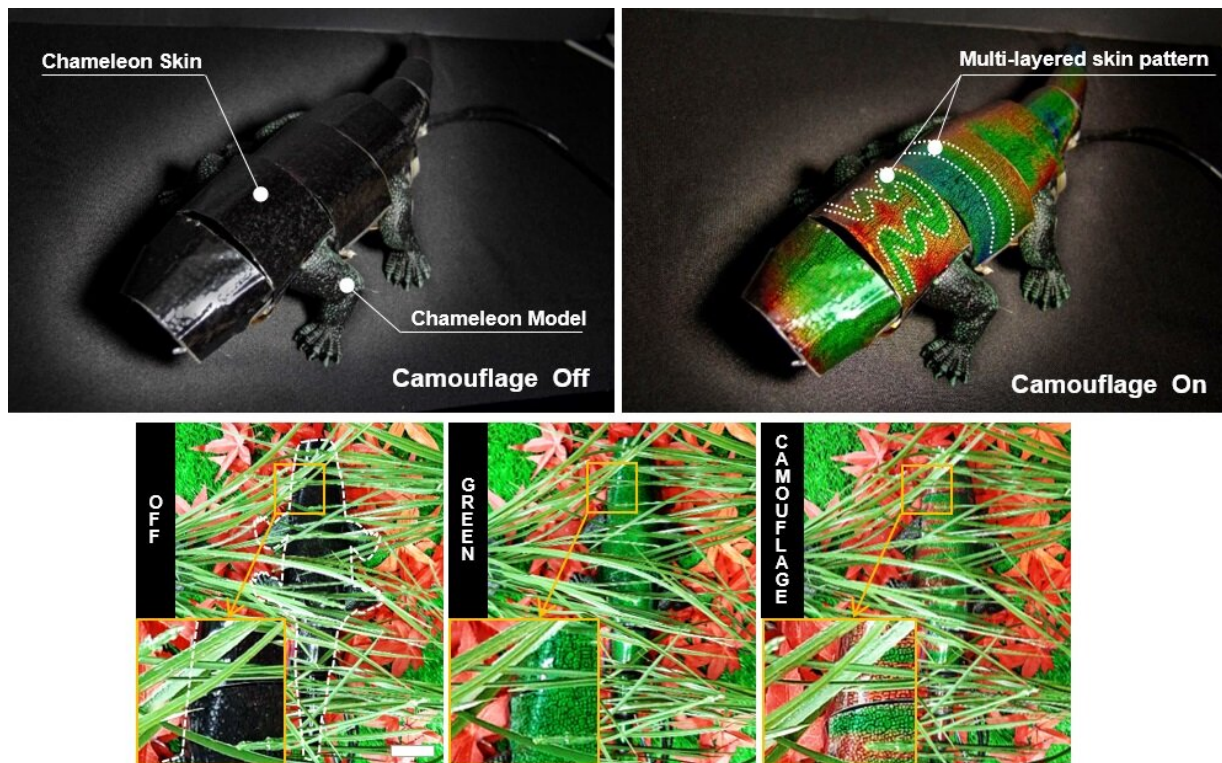 Chameleon Skin
Chameleon Model
Camouflage Off
Multi-layered skin pattern
Camouflage On
OFF
GREEN
CAMOUFLAGE